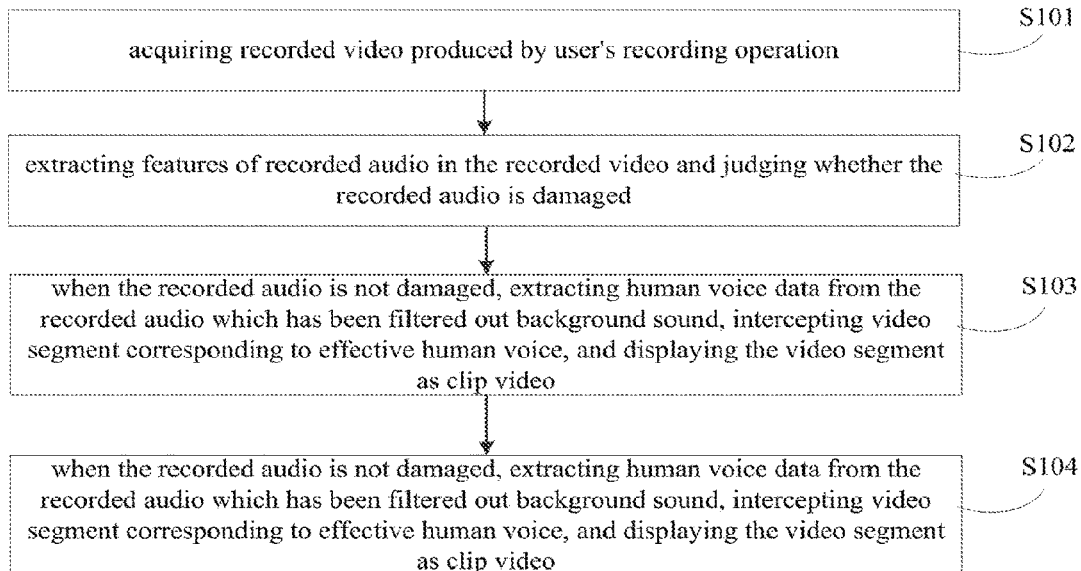 S101
acquiring recorded video produced by user's recording operation
S102
extracting features of recorded audio in the recorded video and judging whether the
recorded audio is damaged
S103
when the recorded audio is not damaged, extracting human voice data from the
recorded audio which has been filtered out background sound, intercepting video
segment corresponding to effective human voice, and displaying the video segment
as clip video
S104
when the recorded audio is not damaged, extracting human voice data from the
recorded audio which has been filtered out background sound, intercepting video
segment corresponding to effective human voice, and displaying the video segment
as clip video